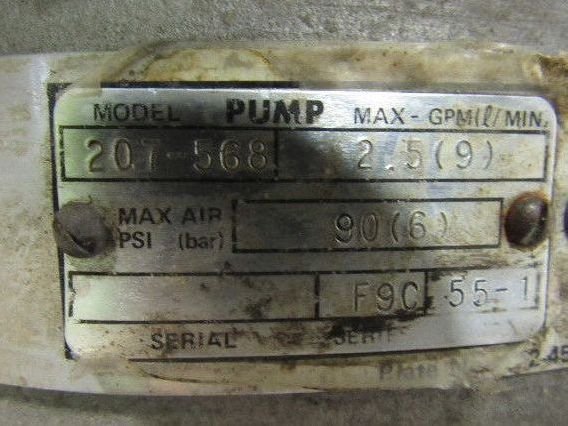 MODEL PUMP MAX- GPM(ℓ/MIN.
207-568 2.5(9)
MAX AIR
PSI (bar) 90(6)
F9C 55-1
SERIAL
Plate